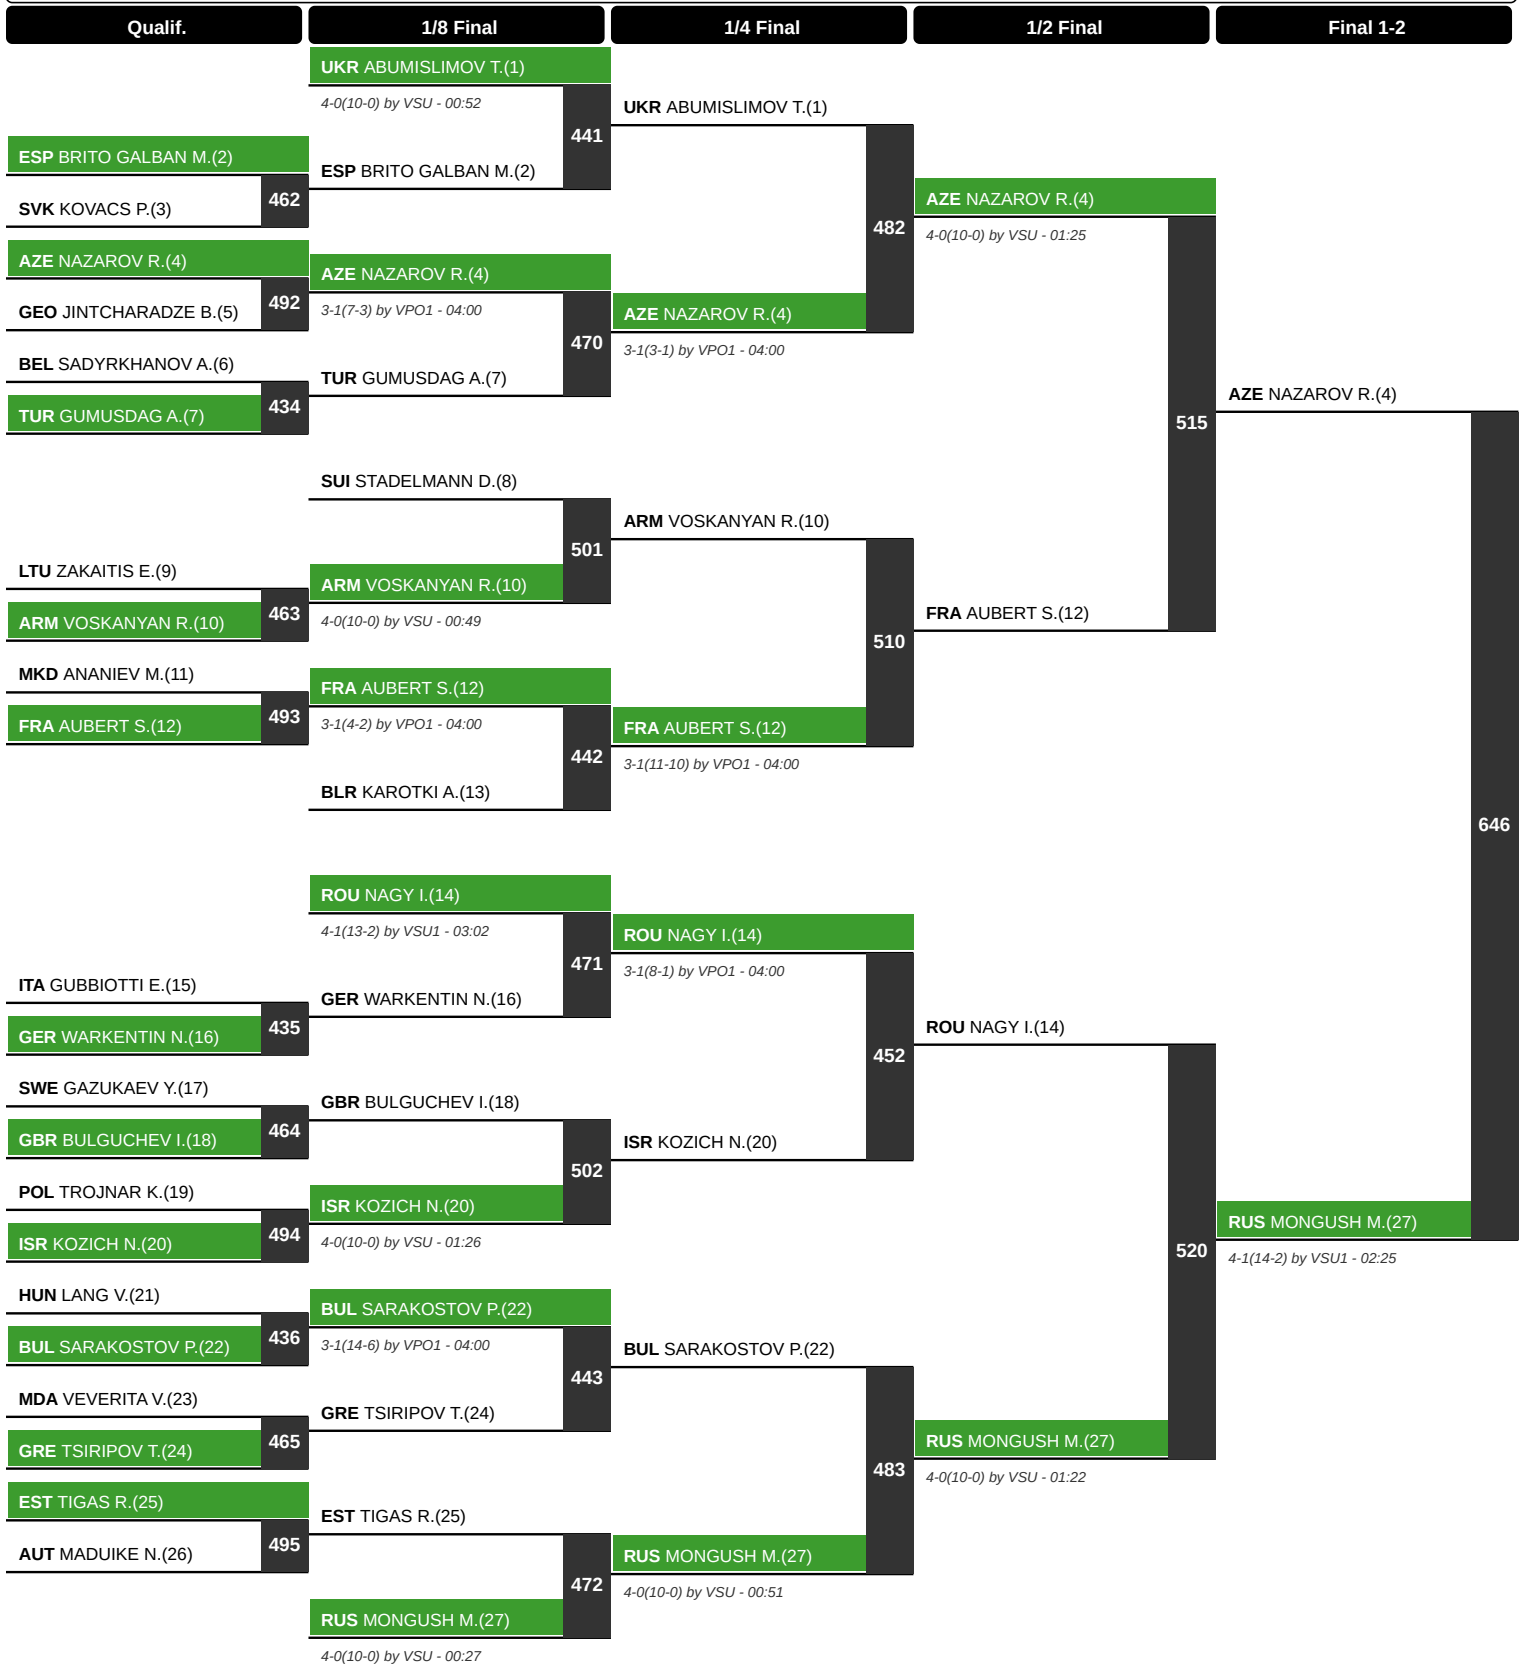 Qualif.
1/8 Final
1/4 Final
1/2 Final
Final 1-2
ESP BRITO GALBAN M.(2)
462
SVK KOVACS P.(3)
AZE NAZAROV R.(4)
492
GEO JINTCHARADZE B.(5)
BEL SADYRKHANOV A.(6)
434
TUR GUMUSDAG A.(7)
LTU ZAKAITIS E.(9)
463
ARM VOSKANYAN R.(10)
MKD ANANIEV M.(11)
493
FRA AUBERT S.(12)
ITA GUBBIOTTI E.(15)
435
GER WARKENTIN N.(16)
SWE GAZUKAEV Y.(17)
464
GBR BULGUCHEV I.(18)
POL TROJNAR K.(19)
494
ISR KOZICH N.(20)
HUN LANG V.(21)
436
BUL SARAKOSTOV P.(22)
MDA VEVERITA V.(23)
465
GRE TSIRIPOV T.(24)
EST TIGAS R.(25)
495
AUT MADUIKE N.(26)
UKR ABUMISLIMOV T.(1)
4-0(10-0) by VSU - 00:52
441
ESP BRITO GALBAN M.(2)
AZE NAZAROV R.(4)
3-1(7-3) by VPO1 - 04:00
470
TUR GUMUSDAG A.(7)
SUI STADELMANN D.(8)
501
ARM VOSKANYAN R.(10)
4-0(10-0) by VSU - 00:49
FRA AUBERT S.(12)
3-1(4-2) by VPO1 - 04:00
442
BLR KAROTKI A.(13)
ROU NAGY I.(14)
4-1(13-2) by VSU1 - 03:02
471
GER WARKENTIN N.(16)
GBR BULGUCHEV I.(18)
502
ISR KOZICH N.(20)
4-0(10-0) by VSU - 01:26
BUL SARAKOSTOV P.(22)
3-1(14-6) by VPO1 - 04:00
443
GRE TSIRIPOV T.(24)
EST TIGAS R.(25)
472
RUS MONGUSH M.(27)
4-0(10-0) by VSU - 00:27
UKR ABUMISLIMOV T.(1)
482
AZE NAZAROV R.(4)
3-1(3-1) by VPO1 - 04:00
ARM VOSKANYAN R.(10)
510
FRA AUBERT S.(12)
3-1(11-10) by VPO1 - 04:00
ROU NAGY I.(14)
3-1(8-1) by VPO1 - 04:00
452
ISR KOZICH N.(20)
BUL SARAKOSTOV P.(22)
483
RUS MONGUSH M.(27)
4-0(10-0) by VSU - 00:51
AZE NAZAROV R.(4)
4-0(10-0) by VSU - 01:25
515
FRA AUBERT S.(12)
ROU NAGY I.(14)
520
RUS MONGUSH M.(27)
4-0(10-0) by VSU - 01:22
AZE NAZAROV R.(4)
646
RUS MONGUSH M.(27)
4-1(14-2) by VSU1 - 02:25